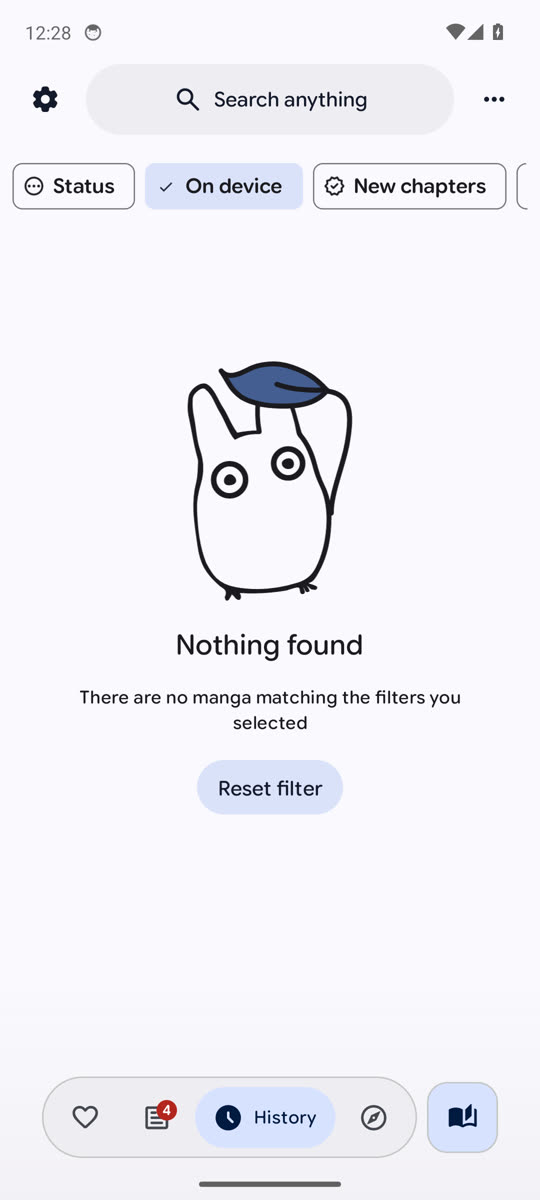 12:28
Search anything
Status
On device
New chapters
Nothing found
There are no manga matching the filters you
selected
Reset filter
4
History